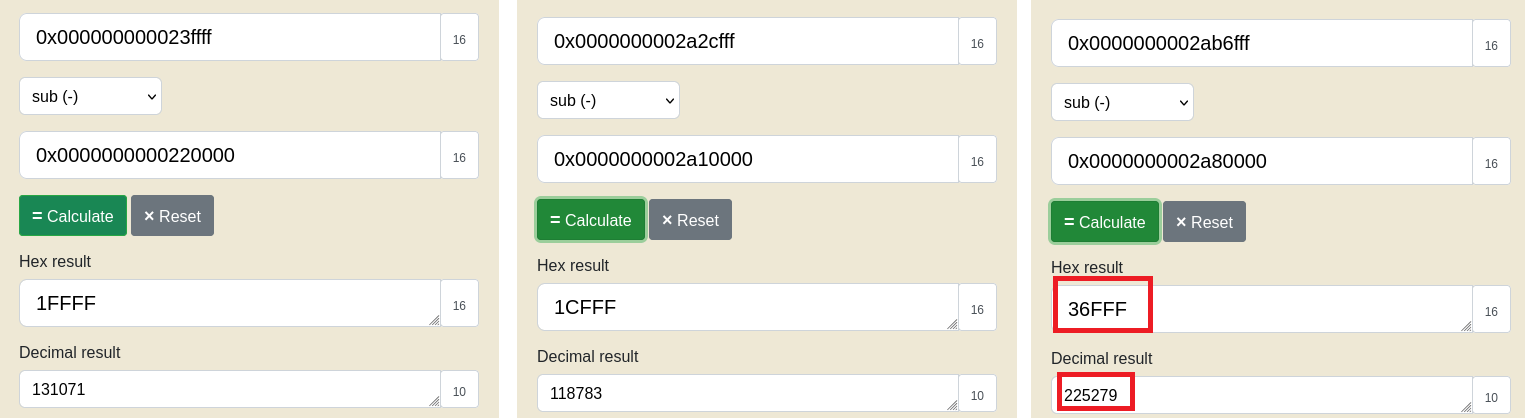 0x000000000023ffff
16
sub (-)
0x0000000000220000
16
= Calculate
× Reset
Hex result
1FFFF
16
Decimal result
131071
10
0x0000000002a2cfff
16
sub (-)
0x0000000002a10000
16
= Calculate
× Reset
Hex result
1CFFF
16
Decimal result
118783
10
0x0000000002ab6fff
16
sub (-)
0x0000000002a80000
16
= Calculate
× Reset
Hex result
36FFF
16
Decimal result
225279
10